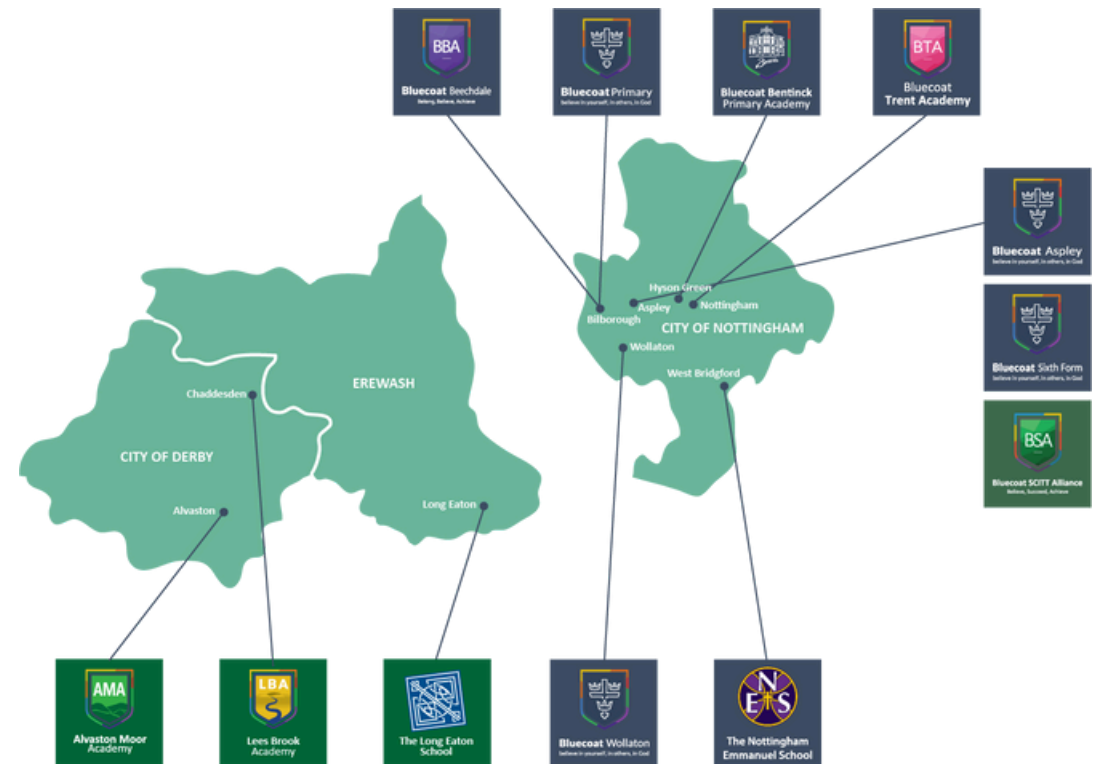 BBA
Bluecoat Beechdale
Belong, Believe, Achieve
Bluecoat Primary
believe in yourself, in others, in God
Bluecoat Bentinck
Primary Academy
BTA
Bluecoat
Trent Academy
Bluecoat Aspley
believe in yourself, in others, in God
Bluecoat Sixth Form
believe in yourself, in others, in God
BSA
Bluecoat SCITT Alliance
Believe, Succeed, Achieve
Hyson Green
Aspley
Nottingham
Bilborough
CITY OF NOTTINGHAM
Wollaton
West Bridgford
EREWASH
Chaddesden
CITY OF DERBY
Alvaston
Long Eaton
AMA
Alvaston Moor
Academy
LBA
Lees Brook
Academy
The Long Eaton
School
Bluecoat Wollaton
believe in yourself, in others, in God
N
E S
The Nottingham
Emmanuel School